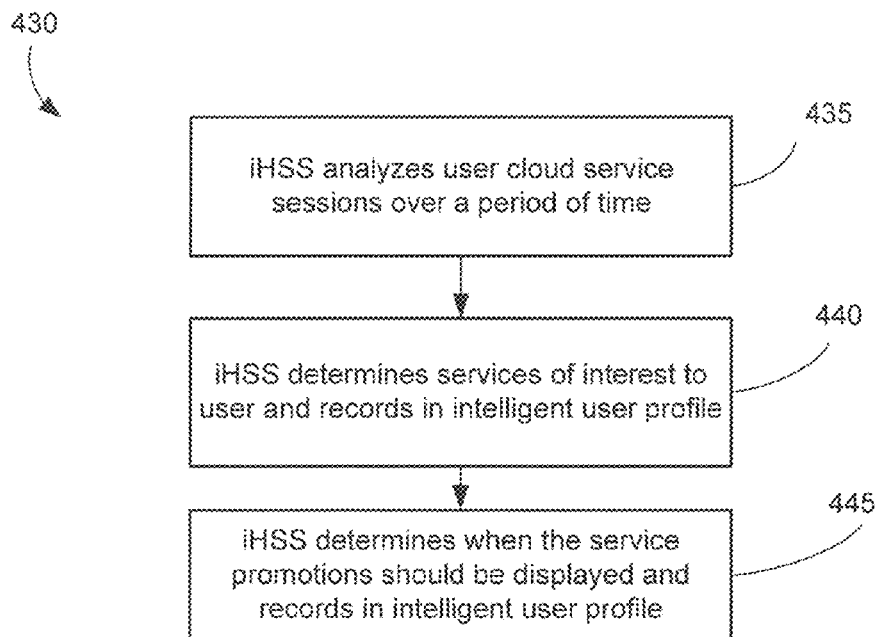 430
435
iHSS analyzes user cloud service
sessions over a period of time
440
iHSS determines services of interest to
user and records in intelligent user profile
445
iHSS determines when the service
promotions should be displayed and
records in intelligent user profile